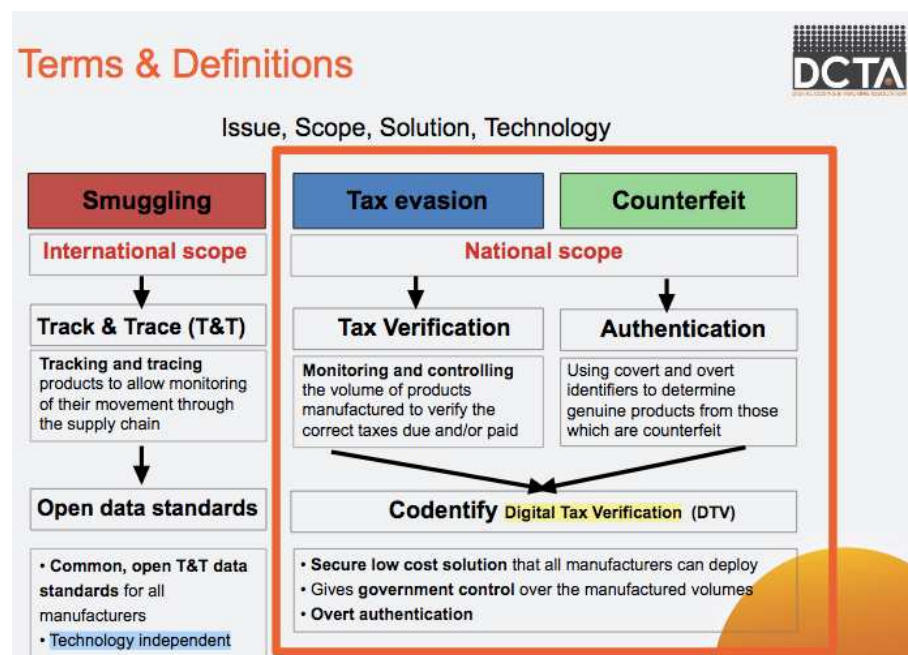 Terms & Definitions
DCTA
Issue, Scope, Solution, Technology
Smuggling
International scope
Track & Trace (T&T)
Tracking and tracing
products to allow monitoring
of their movement through
the supply chain
Open data standards
• Common, open T&T data
standards for all
manufacturers
• Technology independent
Tax evasion
Counterfeit
National scope
Tax Verification
Monitoring and controlling
the volume of products
manufactured to verify the
correct taxes due and/or paid
Authentication
Using covert and overt
identifiers to determine
genuine products from those
which are counterfeit
Codentify Digital Tax Verification (DTV)
• Secure low cost solution that all manufacturers can deploy
• Gives government control over the manufactured volumes
• Overt authentication